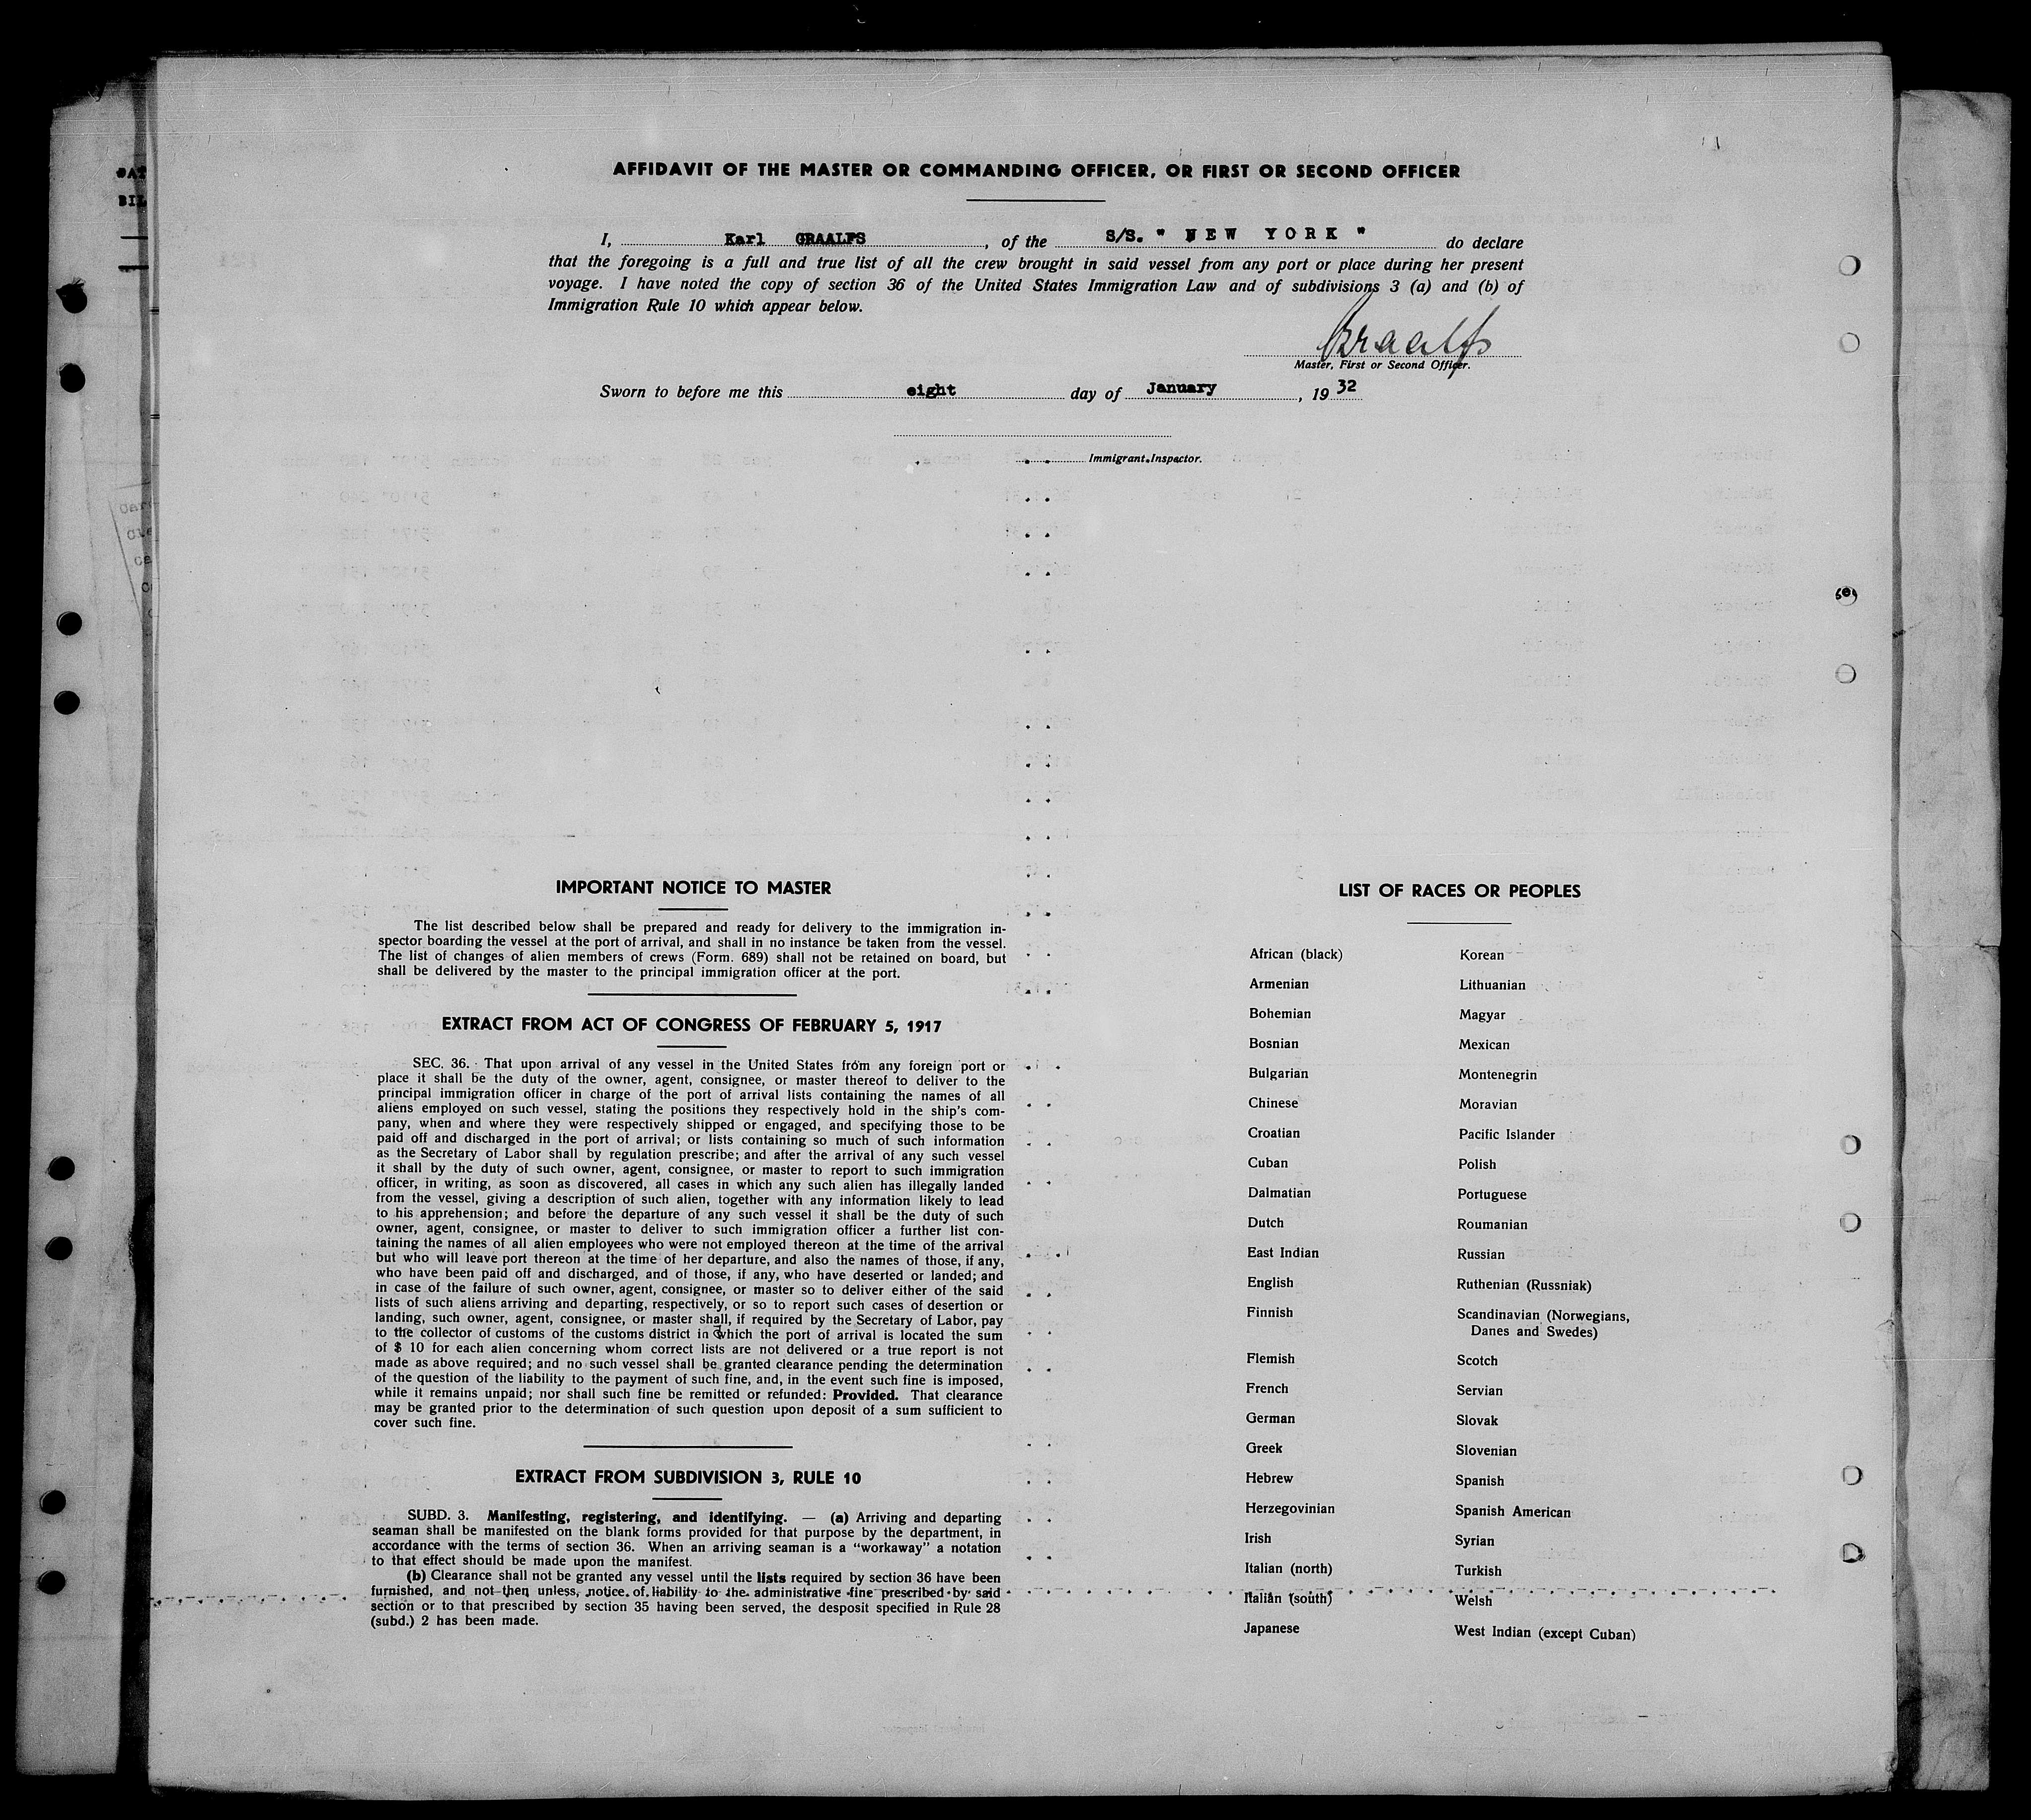 AFFIDAVIT OF THE MASTER OR COMMANDING OFFICER, OR FIRST OR SECOND OFFICER
I, Karl GRAALFS, of the S/S. " NEW YORK " do declare
that the foregoing is a full and true list of all the crew brought in said vessel from any port or place during her present
voyage. I have noted the copy of section 36 of the United States Immigration Law and of subdivisions 3 (a) and (b) of
Immigration Rule 10 which appear below.
Graalfs
Master, First or Second Officer.
Sworn to before me this eight day of January, 19 32
Immigrant Inspector.
IMPORTANT NOTICE TO MASTER
The list described below shall be prepared and ready for delivery to the immigration in-
spector boarding the vessel at the port of arrival, and shall in no instance be taken from the vessel.
The list of changes of alien members of crews (Form. 689) shall not be retained on board, but
shall be delivered by the master to the principal immigration officer at the port.
EXTRACT FROM ACT OF CONGRESS OF FEBRUARY 5, 1917
SEC. 36. That upon arrival of any vessel in the United States from any foreign port or
place it shall be the duty of the owner, agent, consignee, or master thereof to deliver to the
principal immigration officer in charge of the port of arrival lists containing the names of all
aliens employed on such vessel, stating the positions they respectively hold in the ship's com-
pany, when and where they were respectively shipped or engaged, and specifying those to be
paid off and discharged in the port of arrival; or lists containing so much of such information
as the Secretary of Labor shall by regulation prescribe; and after the arrival of any such vessel
it shall by the duty of such owner, agent, consignee, or master to report to such immigration
officer, in writing, as soon as discovered, all cases in which any such alien has illegally landed
from the vessel, giving a description of such alien, together with any information likely to lead
to his apprehension; and before the departure of any such vessel it shall be the duty of such
owner, agent, consignee, or master to deliver to such immigration officer a further list con-
taining the names of all alien employees who were not employed thereon at the time of the arrival
but who will leave port thereon at the time of her departure, and also the names of those, if any,
who have been paid off and discharged, and of those, if any, who have deserted or landed; and
in case of the failure of such owner, agent, consignee, or master so to deliver either of the said
lists of such aliens arriving and departing, respectively, or so to report such cases of desertion or
landing, such owner, agent, consignee, or master shall, if required by the Secretary of Labor, pay
to the collector of customs of the customs district in which the port of arrival is located the sum
of $ 10 for each alien concerning whom correct lists are not delivered or a true report is not
made as above required; and no such vessel shall be granted clearance pending the determination
of the question of the liability to the payment of such fine, and, in the event such fine is imposed,
while it remains unpaid; nor shall such fine be remitted or refunded: Provided. That clearance
may be granted prior to the determination of such question upon deposit of a sum sufficient to
cover such fine.
EXTRACT FROM SUBDIVISION 3, RULE 10
SUBD. 3. Manifesting, registering, and identifying. — (a) Arriving and departing
seaman shall be manifested on the blank forms provided for that purpose by the department, in
accordance with the terms of section 36. When an arriving seaman is a "workaway" a notation
to that effect should be made upon the manifest.
(b) Clearance shall not be granted any vessel until the lists required by section 36 have been
furnished, and not then unless, notice of liability to the administrative fine prescribed by said
section or to that prescribed by section 35 having been served, the desposit specified in Rule 28
(subd.) 2 has been made.
LIST OF RACES OR PEOPLES
African (black)
Armenian
Bohemian
Bosnian
Bulgarian
Chinese
Croatian
Cuban
Dalmatian
Dutch
East Indian
English
Finnish
Flemish
French
German
Greek
Hebrew
Herzegovinian
Irish
Italian (north)
Italian (south)
Japanese
Korean
Lithuanian
Magyar
Mexican
Montenegrin
Moravian
Pacific Islander
Polish
Portuguese
Roumanian
Russian
Ruthenian (Russniak)
Scandinavian (Norwegians,
Danes and Swedes)
Scotch
Servian
Slovak
Slovenian
Spanish
Spanish American
Syrian
Turkish
Welsh
West Indian (except Cuban)